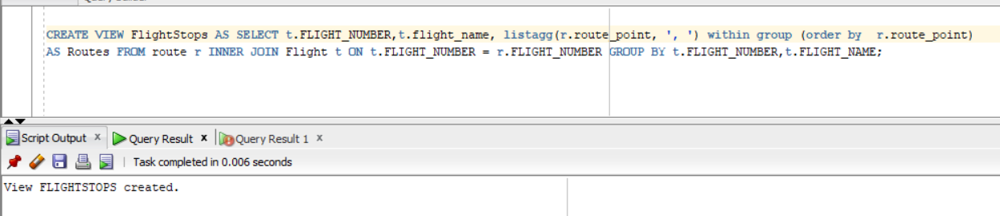 CREATE VIEW FlightStops AS SELECT t.FLIGHT_NUMBER,t.flight_name, listagg(r.route_point, ', ') within group (order by  r.route_point)
AS Routes FROM route r INNER JOIN Flight t ON t.FLIGHT_NUMBER = r.FLIGHT_NUMBER GROUP BY t.FLIGHT_NUMBER,t.FLIGHT_NAME;
Script Output x Query Result x Query Result 1 x
Task completed in 0.006 seconds
View FLIGHTSTOPS created.